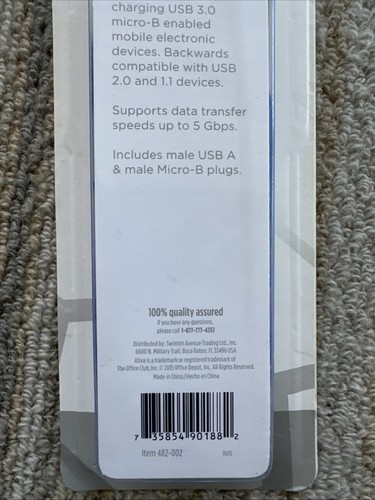 charging USB 3.0
micro-B enabled
mobile electronic
devices. Backwards
compatible with USB
2.0 and 1.1 devices.
Supports data transfer
speeds up to 5 Gbps.
Includes male USB A
& male Micro-B plugs.
100% quality assured
If you have any questions,
please call 1-877-777-4357
Distributed by: Swinton Avenue Trading Ltd., Inc.
6600 N. Military Trail, Boca Raton, FL 33496-USA
Ativa is a trademark or registered trademark of
The Office Club, Inc. © 2015 Office Depot, Inc. All Rights Reserved.
Made in China / Hecho en China
7 35854 90188 2
Item 482-002